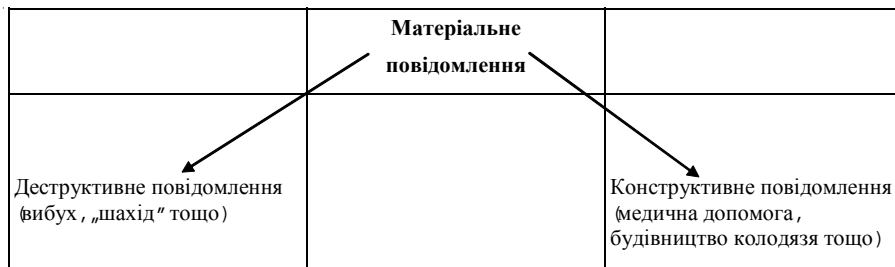 Матеріальне
повідомлення
Деструктивне повідомлення
(вибух, „шахід” тощо)
Конструктивне повідомлення
(медична допомога,
будівництво колодязя тощо)